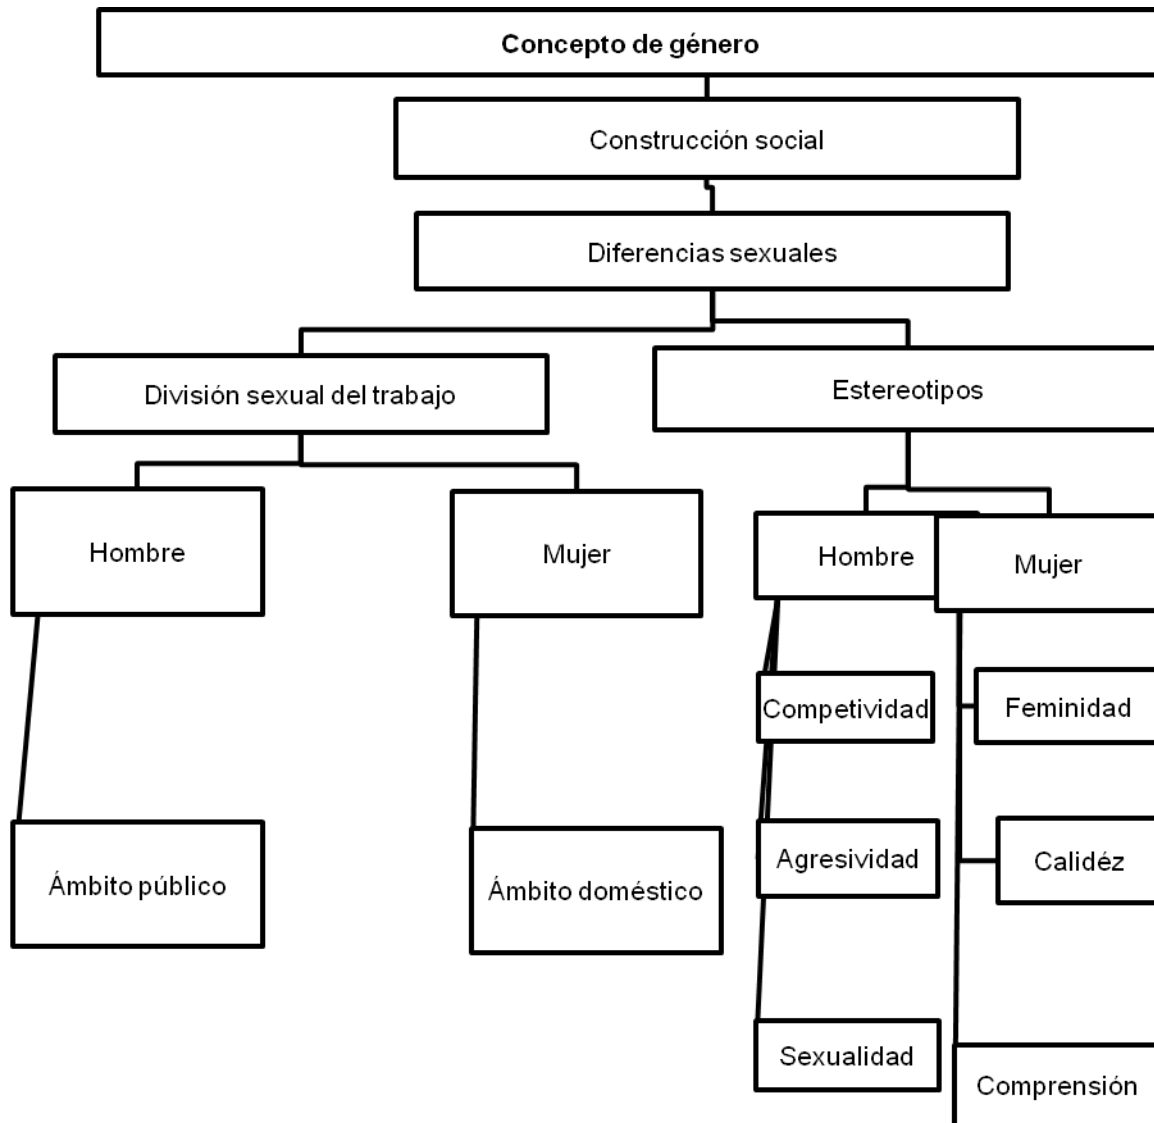 Concepto de género
Construcción social
Diferencias sexuales
División sexual del trabajo
Estereotipos
Hombre
Mujer
Hombre
Mujer
Competividad
Feminidad
Agresividad
Calidéz
Ámbito público
Ámbito doméstico
Sexualidad
Comprensión